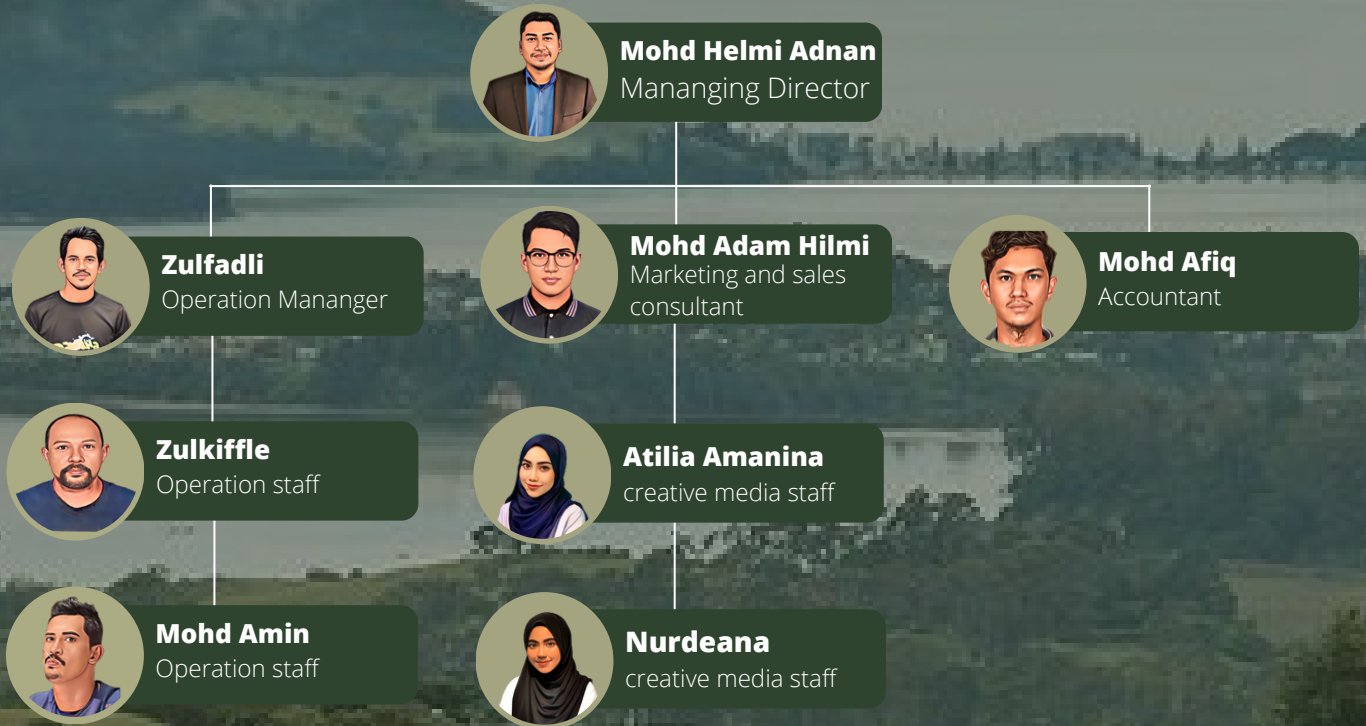 Mohd Helmi Adnan
Mananging Director
Zulfadli
Operation Mananger
Mohd Adam Hilmi
Marketing and sales
consultant
Mohd Afiq
Accountant
Zulkiffle
Operation staff
Atilia Amanina
creative media staff
Mohd Amin
Operation staff
Nurdeana
creative media staff